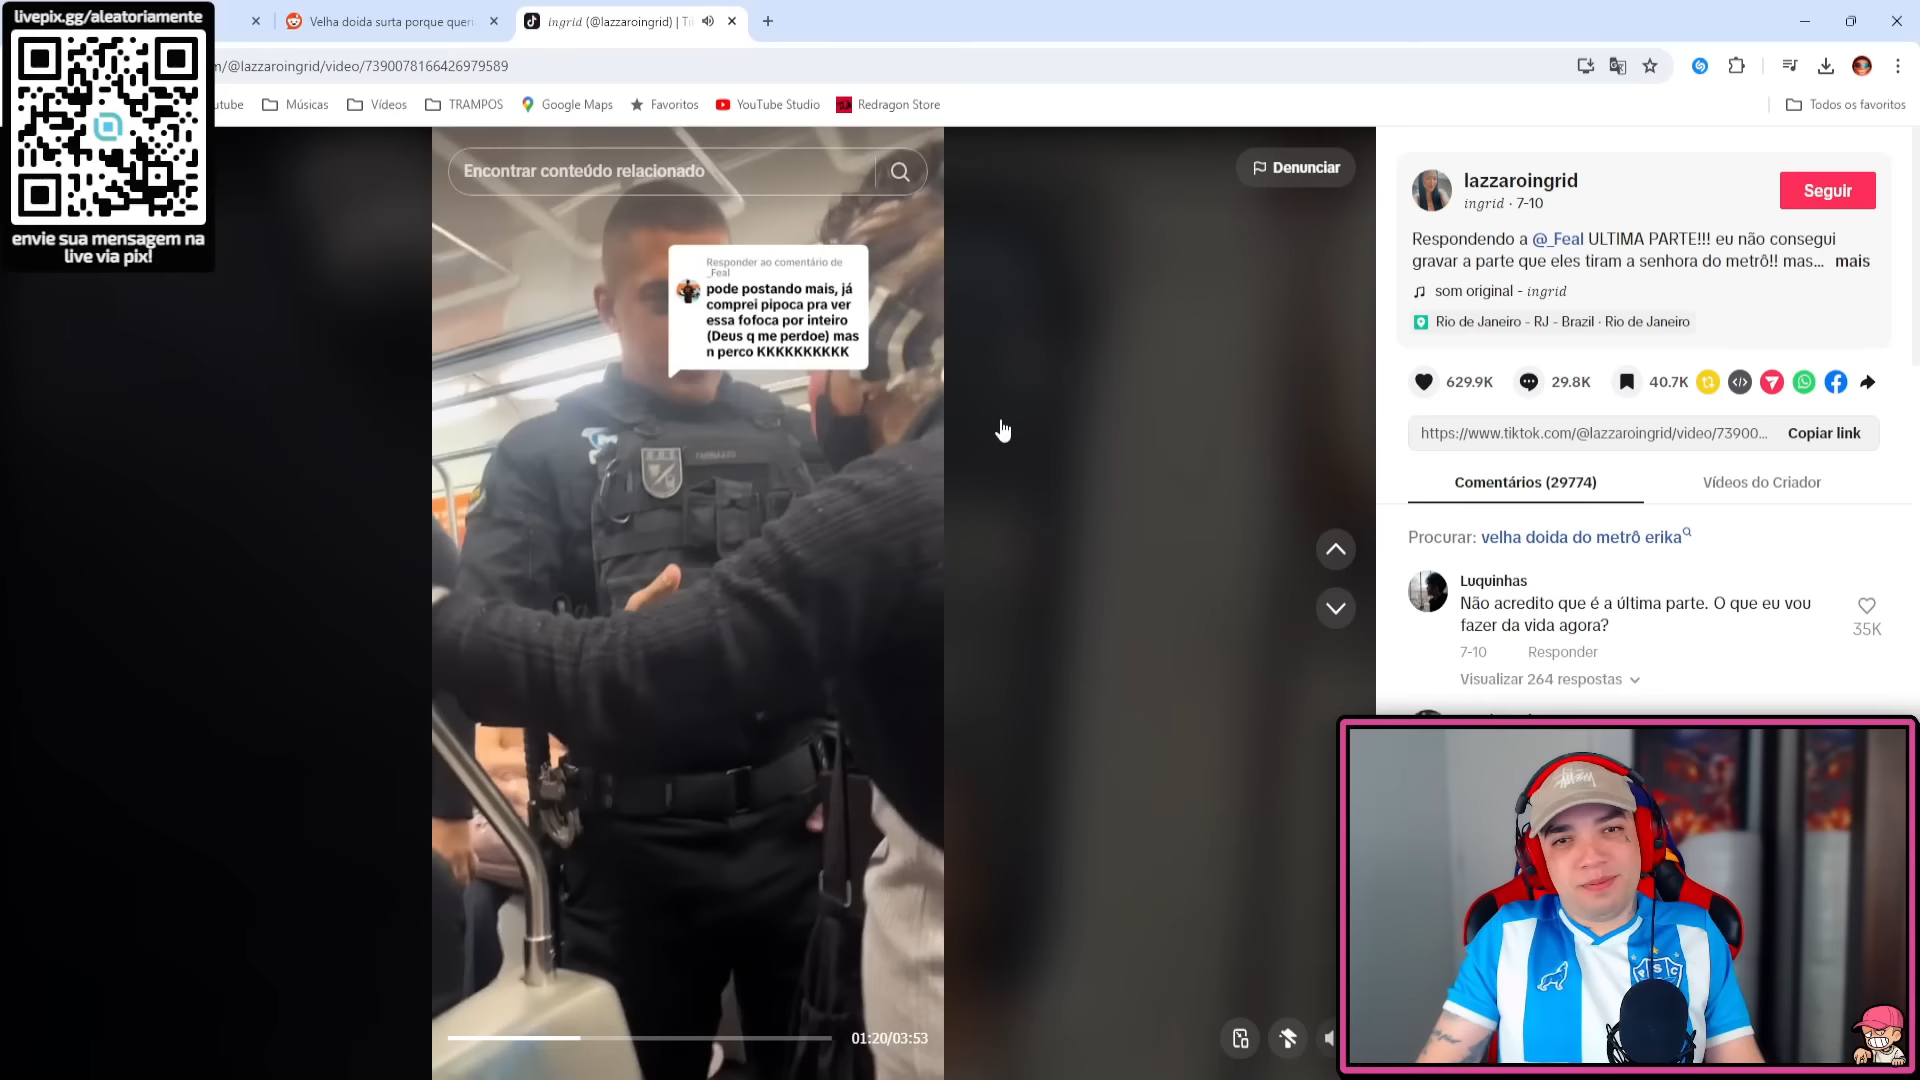 livepix.gg/aleatoriamente
envie sua mensagem na
live via pix!
Velha doida surta porque queri
ingrid (@lazzaroingrid) | Ti
/@lazzaroingrid/video/7390078166426979589
utube
Músicas
Vídeos
TRAMPOS
Google Maps
Favoritos
YouTube Studio
Redragon Store
Todos os favoritos
Encontrar conteúdo relacionado
Denunciar
Responder ao comentário de
_Feal
pode postando mais, já
comprei pipoca pra ver
essa fofoca por inteiro
(Deus q me perdoe) mas
n perco KKKKKKKKKK
01:20/03:53
lazzaroingrid
ingrid · 7-10
Seguir
Respondendo a @_Feal ULTIMA PARTE!!! eu não consegui
gravar a parte que eles tiram a senhora do metrô!! mas... mais
som original - ingrid
Rio de Janeiro - RJ - Brazil · Rio de Janeiro
629.9K
29.8K
40.7K
https://www.tiktok.com/@lazzaroingrid/video/73900...
Copiar link
Comentários (29774)
Vídeos do Criador
Procurar: velha doida do metrô erika
Luquinhas
Não acredito que é a última parte. O que eu vou
fazer da vida agora?
35K
7-10
Responder
Visualizar 264 respostas
PSC